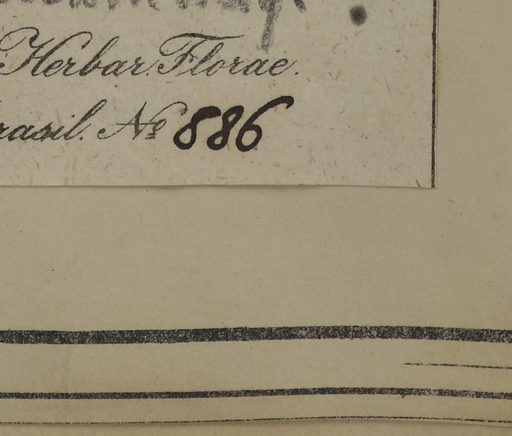 Herbar. Florae.
rasil. No 886